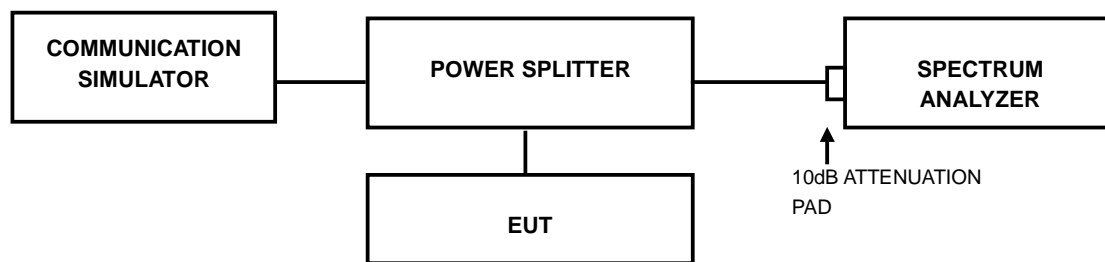 COMMUNICATION
SIMULATOR
POWER SPLITTER
SPECTRUM
ANALYZER
10dB ATTENUATION
PAD
EUT